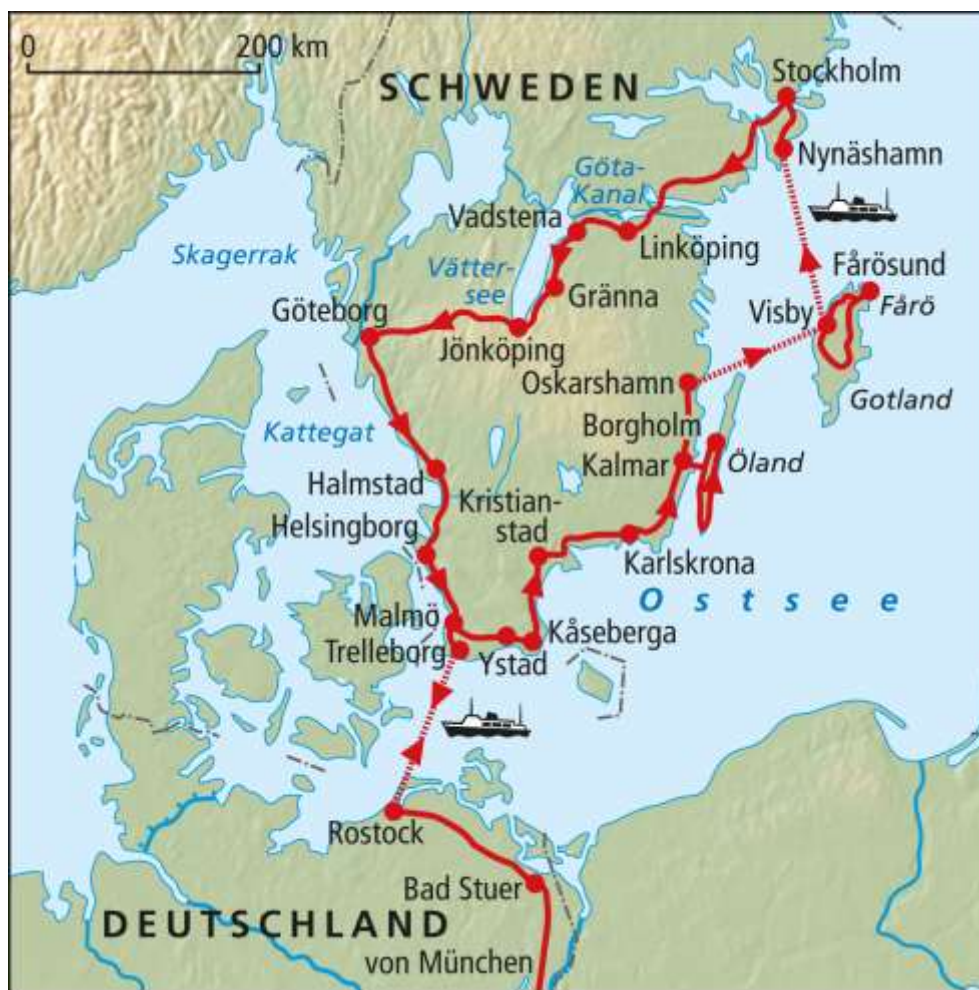 0 200 km
SCHWEDEN
Stockholm
Nynäshamn
Göta-
Kanal
Vadstena
Linköping
Skagerrak
Vätter-
see
Gränna
Fårösund
Fårö
Göteborg
Visby
Jönköping
Oskarshamn
Gotland
Kattegat
Borgholm
Kalmar
Öland
Halmstad
Kristian-
stad
Helsingborg
Karlskrona
Ostsee
Malmö
Kåseberga
Trelleborg
Ystad
Rostock
Bad Stuer
DEUTSCHLAND
von München